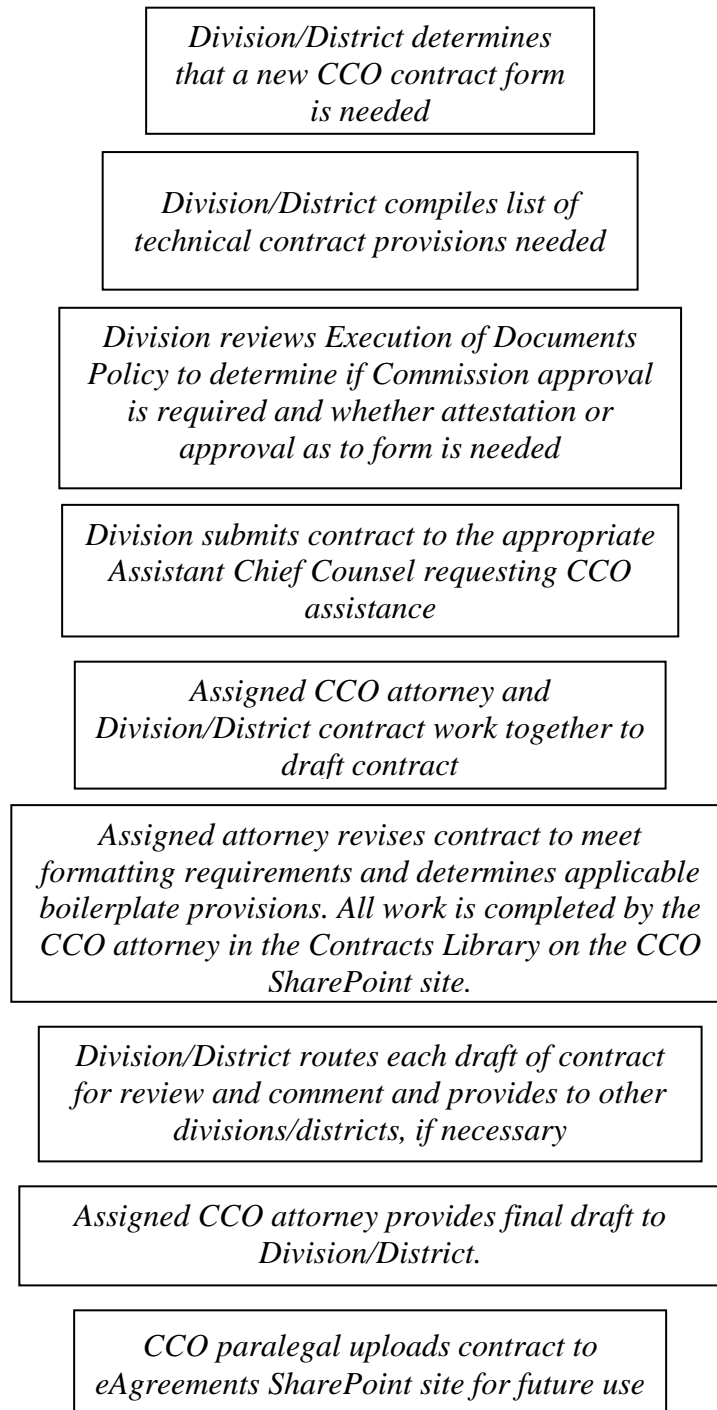 Division/District determines
that a new CCO contract form
is needed
Division/District compiles list of
technical contract provisions needed
Division reviews Execution of Documents
Policy to determine if Commission approval
is required and whether attestation or
approval as to form is needed
Division submits contract to the appropriate
Assistant Chief Counsel requesting CCO
assistance
Assigned CCO attorney and
Division/District contract work together to
draft contract
Assigned attorney revises contract to meet
formatting requirements and determines applicable
boilerplate provisions. All work is completed by the
CCO attorney in the Contracts Library on the CCO
SharePoint site.
Division/District routes each draft of contract
for review and comment and provides to other
divisions/districts, if necessary
Assigned CCO attorney provides final draft to
Division/District.
CCO paralegal uploads contract to
eAgreements SharePoint site for future use